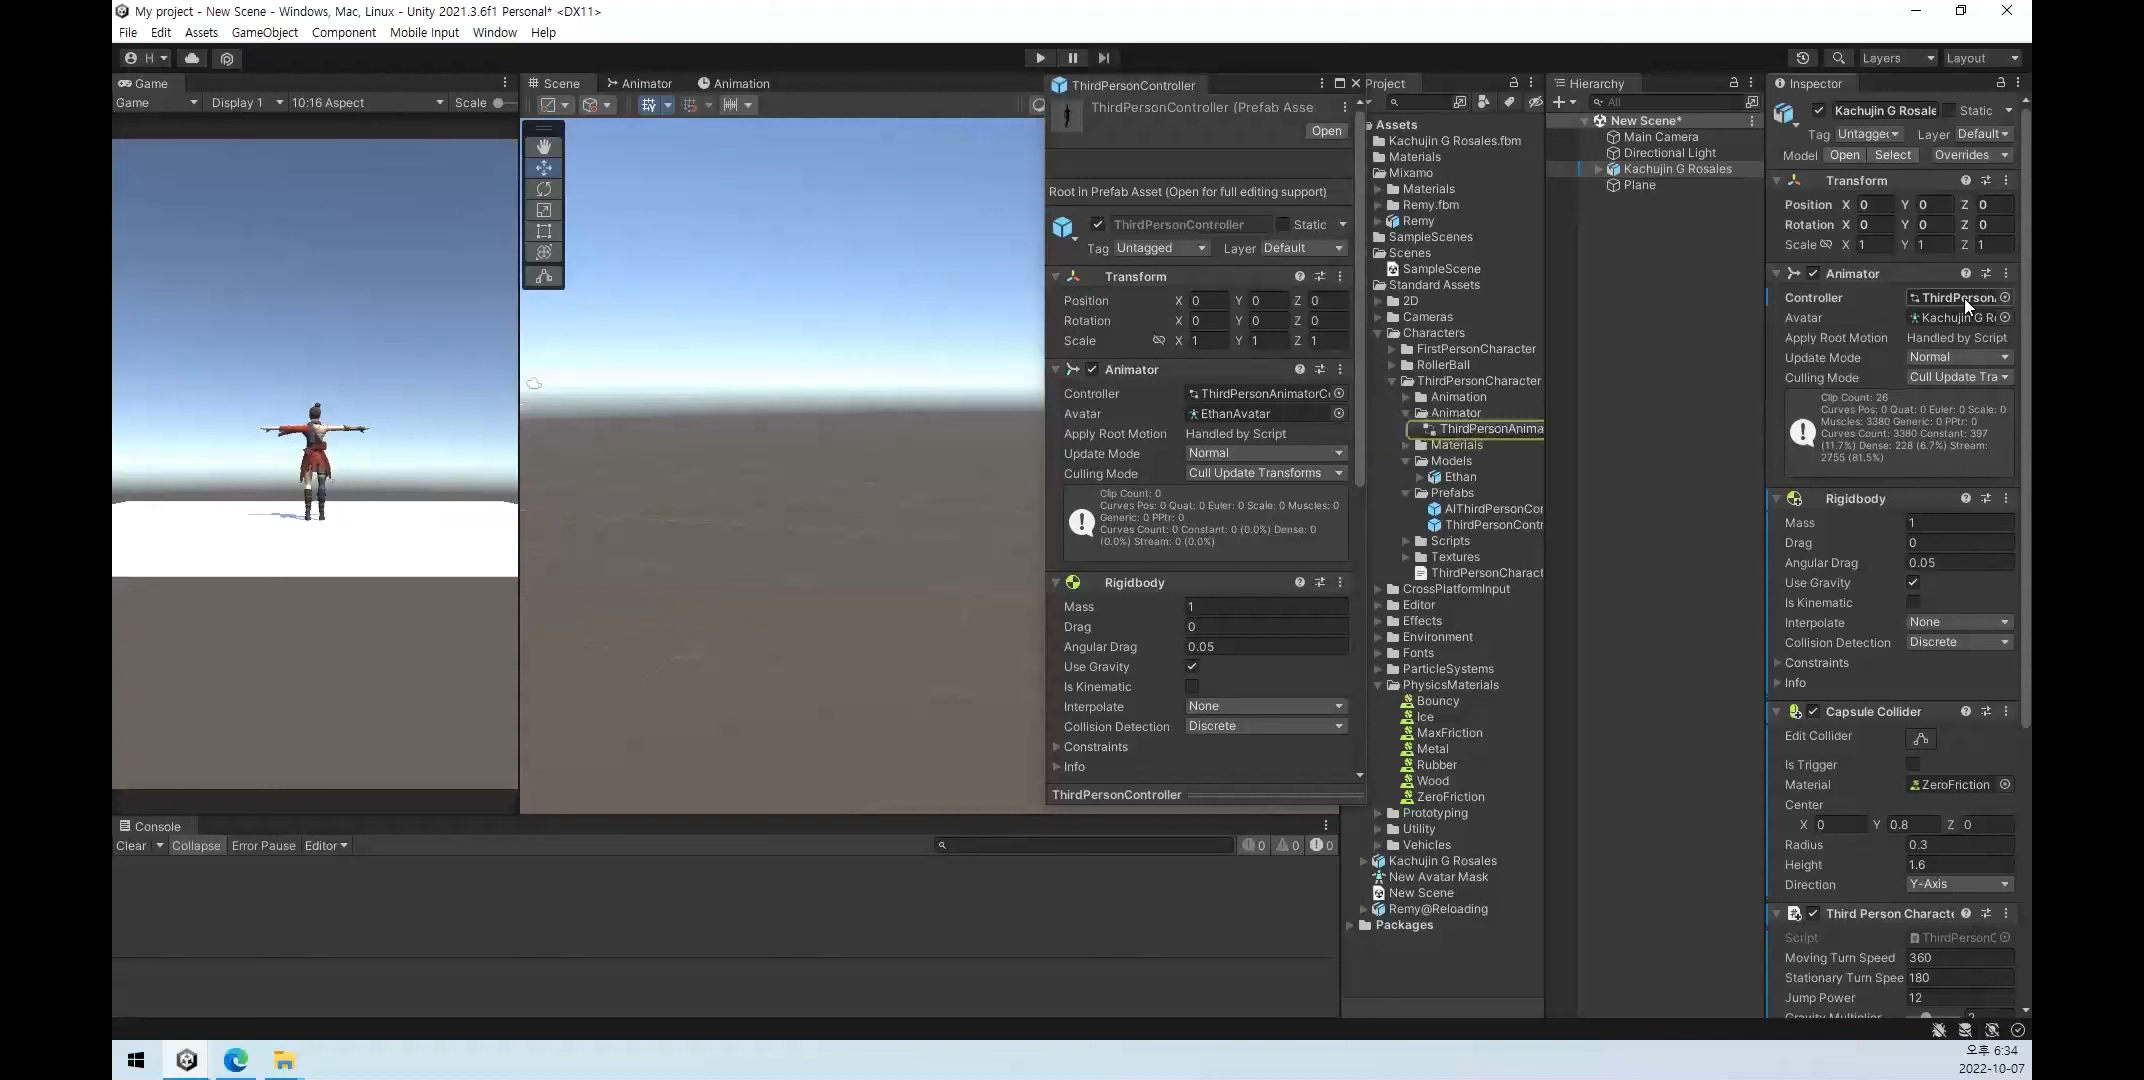 My project - New Scene - Windows, Mac, Linux - Unity 2021.3.6f1 Personal* <DX11>
File Edit Assets GameObject Component Mobile Input Window Help
H Layers Layout
Game
Game Display 1 10:16 Aspect Scale
Scene Animator Animation
ThirdPersonController
ThirdPersonController (Prefab Asse
Open
Root in Prefab Asset (Open for full editing support)
ThirdPersonController Static
Tag Untagged Layer Default
Transform
Position X 0 Y 0 Z 0
Rotation X 0 Y 0 Z 0
Scale X 1 Y 1 Z 1
Animator
Controller ThirdPersonAnimatorC
Avatar EthanAvatar
Apply Root Motion Handled by Script
Update Mode Normal
Culling Mode Cull Update Transforms
Clip Count: 0
Curves Pos: 0 Quat: 0 Euler: 0 Scale: 0 Muscles: 0
Generic: 0 PPtr: 0
Curves Count: 0 Constant: 0 (0.0%) Dense: 0
(0.0%) Stream: 0 (0.0%)
Rigidbody
Mass 1
Drag 0
Angular Drag 0.05
Use Gravity
Is Kinematic
Interpolate None
Collision Detection Discrete
Constraints
Info
ThirdPersonController
Project
Assets
Kachujin G Rosales.fbm
Materials
Mixamo
Materials
Remy.fbm
Remy
SampleScenes
Scenes
SampleScene
Standard Assets
2D
Cameras
Characters
FirstPersonCharacter
RollerBall
ThirdPersonCharacter
Animation
Animator
ThirdPersonAnima
Materials
Models
Ethan
Prefabs
AIThirdPersonCor
ThirdPersonContr
Scripts
Textures
ThirdPersonCharact
CrossPlatformInput
Editor
Effects
Environment
Fonts
ParticleSystems
PhysicsMaterials
Bouncy
Ice
MaxFriction
Metal
Rubber
Wood
ZeroFriction
Prototyping
Utility
Vehicles
Kachujin G Rosales
New Avatar Mask
New Scene
Remy@Reloading
Packages
Hierarchy
All
New Scene*
Main Camera
Directional Light
Kachujin G Rosales
Plane
Inspector
Kachujin G Rosale Static
Tag Untagged Layer Default
Model Open Select Overrides
Transform
Position X 0 Y 0 Z 0
Rotation X 0 Y 0 Z 0
Scale X 1 Y 1 Z 1
Animator
Controller ThirdPerson
Avatar Kachujin G R
Apply Root Motion Handled by Script
Update Mode Normal
Culling Mode Cull Update Tra
Clip Count: 26
Curves Pos: 0 Quat: 0 Euler: 0 Scale: 0
Muscles: 3380 Generic: 0 PPtr: 0
Curves Count: 3380 Constant: 397
(11.7%) Dense: 228 (6.7%) Stream:
2755 (81.5%)
Rigidbody
Mass 1
Drag 0
Angular Drag 0.05
Use Gravity
Is Kinematic
Interpolate None
Collision Detection Discrete
Constraints
Info
Capsule Collider
Edit Collider
Is Trigger
Material ZeroFriction
Center
X 0 Y 0.8 Z 0
Radius 0.3
Height 1.6
Direction Y-Axis
Third Person Characte
Script ThirdPersonC
Moving Turn Speed 360
Stationary Turn Spee 180
Jump Power 12
Gravity Multiplier 2
Console
Clear Collapse Error Pause Editor 0 0 0
오후 6:34
2022-10-07